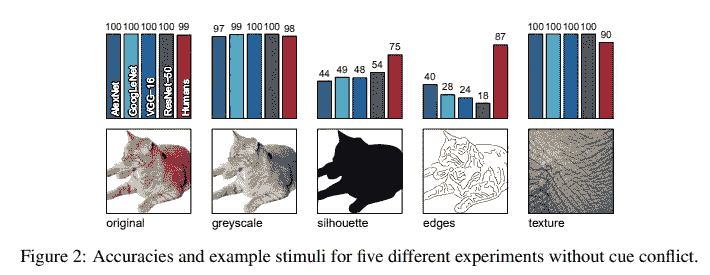 100 100 100 100 99
97 99 100 100 98
44 49 48 54 75
40 28 24 18 87
100 100 100 100 90
AlexNet
GoogLeNet
VGG-16
ResNet-50
Humans
original
greyscale
silhouette
edges
texture
Figure 2: Accuracies and example stimuli for five different experiments without cue conflict.